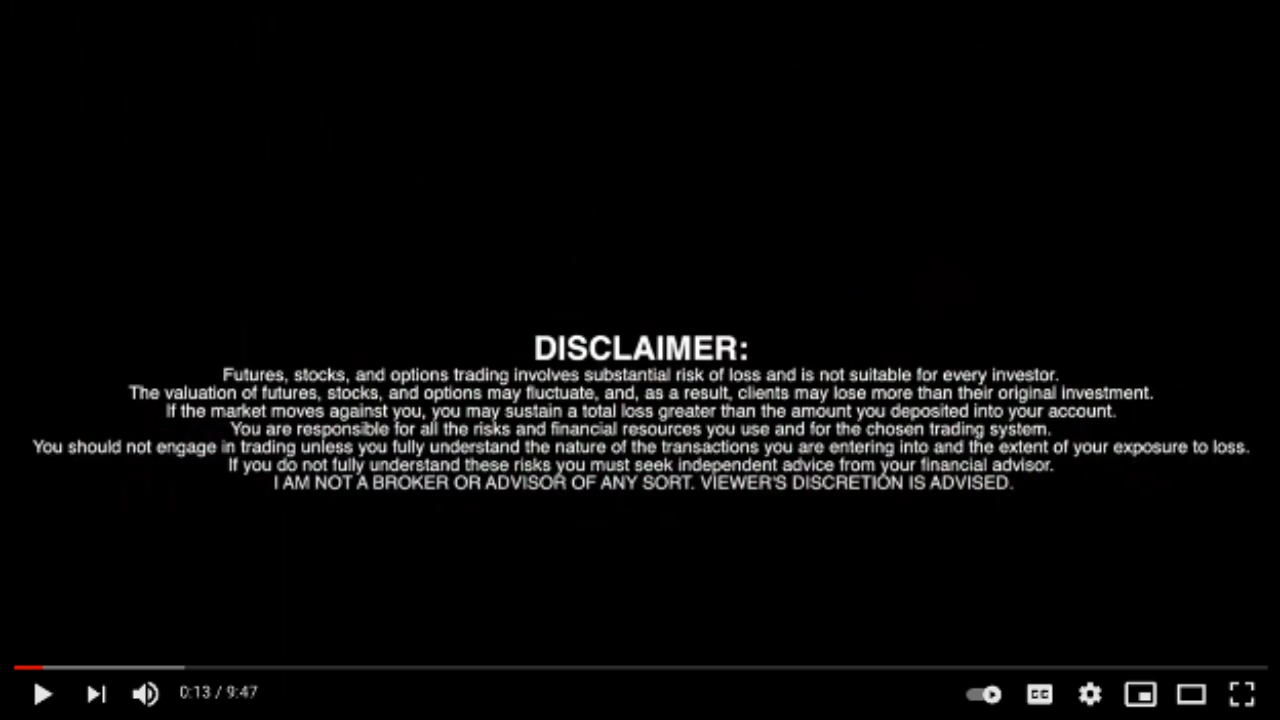 DISCLAIMER:
Futures, stocks, and options trading involves substantial risk of loss and is not suitable for every investor.
The valuation of futures, stocks, and options may fluctuate, and, as a result, clients may lose more than their original investment.
If the market moves against you, you may sustain a total loss greater than the amount you deposited into your account.
You are responsible for all the risks and financial resources you use and for the chosen trading system.
You should not engage in trading unless you fully understand the nature of the transactions you are entering into and the extent of your exposure to loss.
If you do not fully understand these risks you must seek independent advice from your financial advisor.
I AM NOT A BROKER OR ADVISOR OF ANY SORT. VIEWER'S DISCRETION IS ADVISED.
0:13 / 9:47
CC